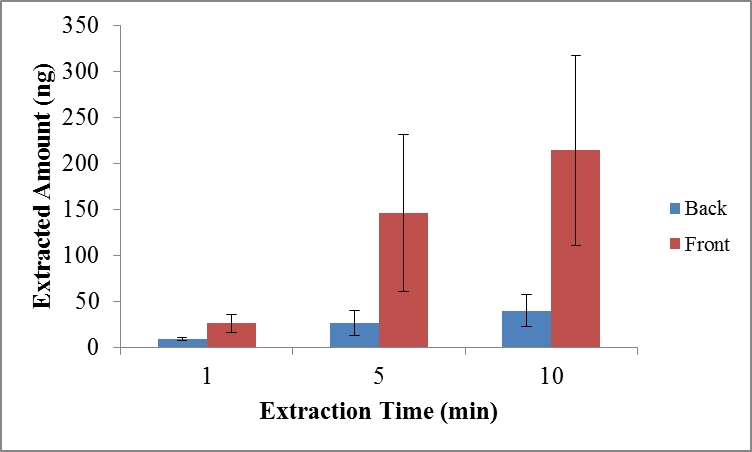 350
300
250
200
150
100
50
0
Extracted Amount (ng)
1 5 10
Extraction Time (min)
Back
Front